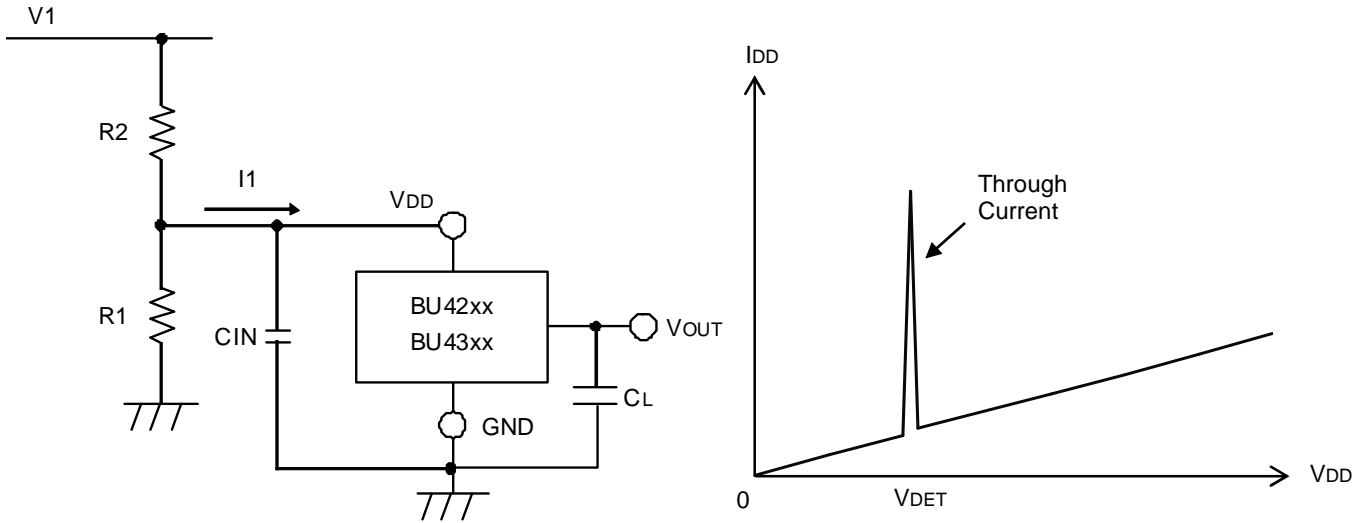 V1
R2
I1
VDD
R1
CIN
BU42xx
BU43xx
VOUT
CL
GND
IDD
Through
Current
0
VDET
VDD